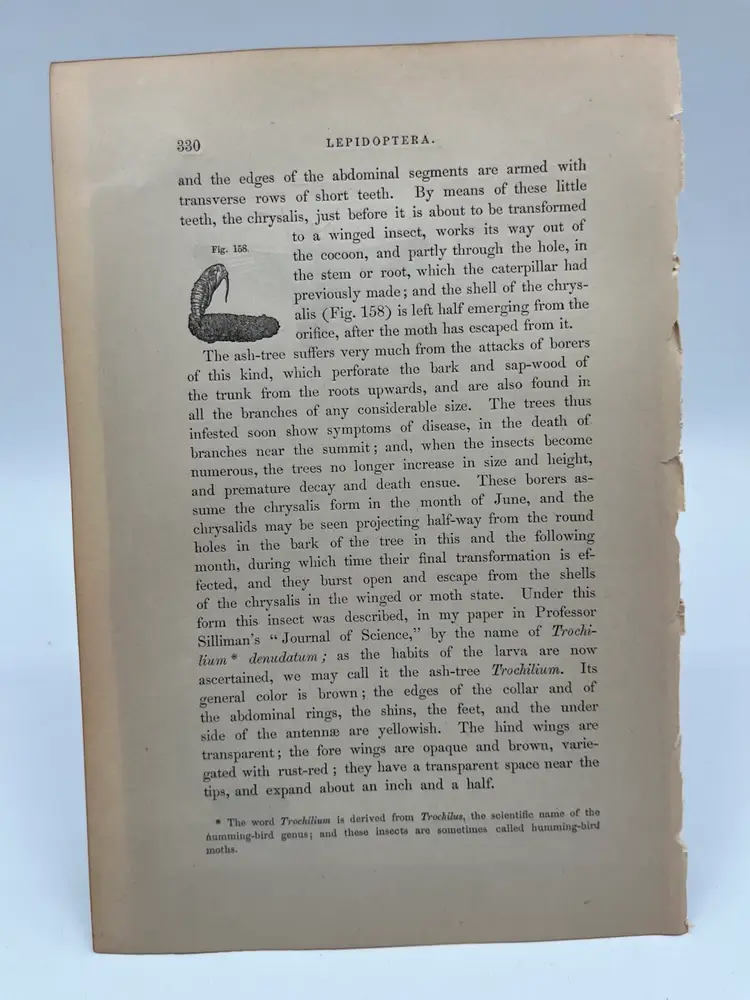 330
LEPIDOPTERA.
and the edges of the abdominal segments are armed with
transverse rows of short teeth. By means of these little
teeth, the chrysalis, just before it is about to be transformed
to a winged insect, works its way out of
Fig. 158.
the cocoon, and partly through the hole, in
the stem or root, which the caterpillar had
previously made; and the shell of the chrys-
alis (Fig. 158) is left half emerging from the
orifice, after the moth has escaped from it.
The ash-tree suffers very much from the attacks of borers
of this kind, which perforate the bark and sap-wood of
the trunk from the roots upwards, and are also found in
all the branches of any considerable size. The trees thus
infested soon show symptoms of disease, in the death of
branches near the summit; and, when the insects become
numerous, the trees no longer increase in size and height,
and premature decay and death ensue. These borers as-
sume the chrysalis form in the month of June, and the
chrysalids may be seen projecting half-way from the round
holes in the bark of the tree in this and the following
month, during which time their final transformation is ef-
fected, and they burst open and escape from the shells
of the chrysalis in the winged or moth state. Under this
form this insect was described, in my paper in Professor
Silliman's "Journal of Science," by the name of Trochi-
lium* denudatum; as the habits of the larva are now
ascertained, we may call it the ash-tree Trochilium. Its
general color is brown; the edges of the collar and of
the abdominal rings, the shins, the feet, and the under
side of the antennæ are yellowish. The hind wings are
transparent; the fore wings are opaque and brown, varie-
gated with rust-red; they have a transparent space near the
tips, and expand about an inch and a half.
* The word Trochilium is derived from Trochilus, the scientific name of the
humming-bird genus; and these insects are sometimes called humming-bird
moths.